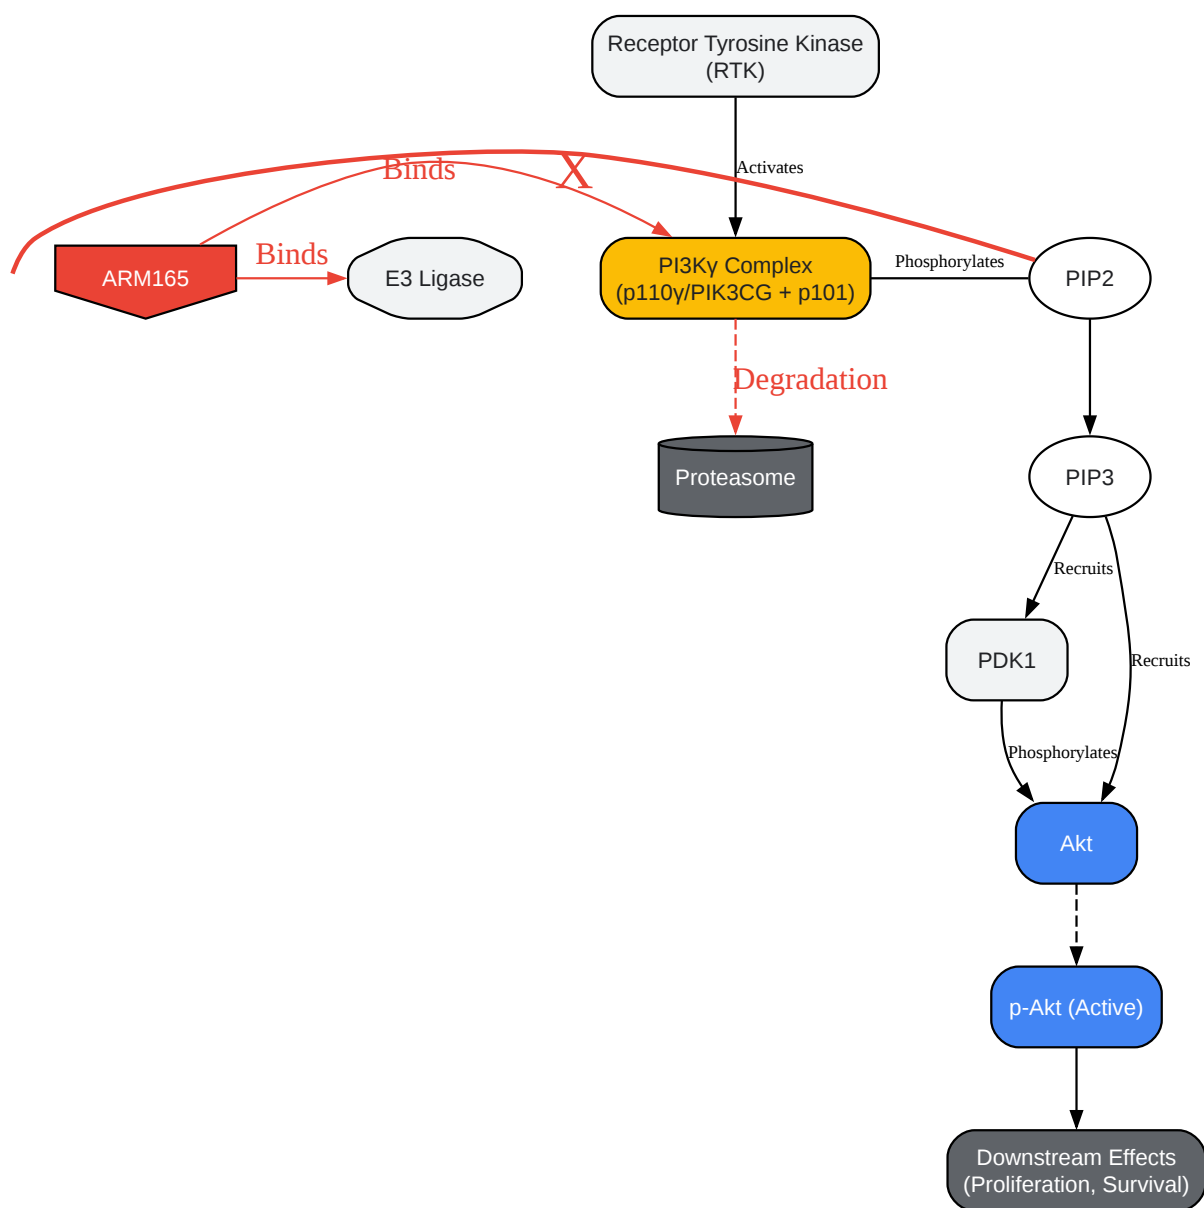 Receptor Tyrosine Kinase
(RTK)
Activates
Binds
X
ARM165
Binds
E3 Ligase
PI3Kγ Complex
(p110γ/PIK3CG + p101)
Phosphorylates
PIP2
Degradation
Proteasome
PIP3
Recruits
PDK1
Recruits
Phosphorylates
Akt
p-Akt (Active)
Downstream Effects
(Proliferation, Survival)